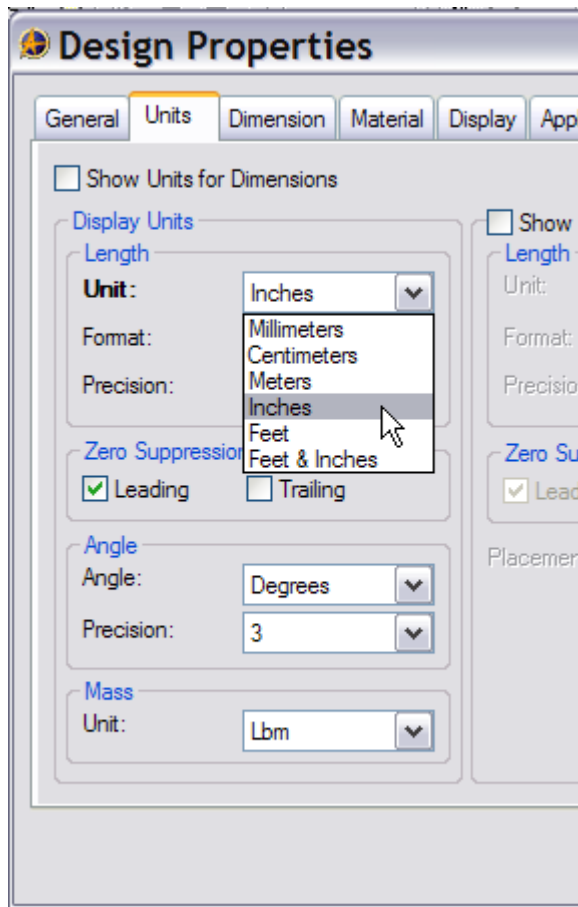 Design Properties
General Units Dimension Material Display App
Show Units for Dimensions
Display Units
Length
Unit: Inches
Millimeters
Centimeters
Meters
Inches
Feet
Feet & Inches
Format:
Precision:
Zero Suppression
Leading Trailing
Angle
Angle: Degrees
Precision: 3
Mass
Unit: Lbm
Show
Length
Unit:
Format:
Precisio
Zero Su
Lead
Placemen